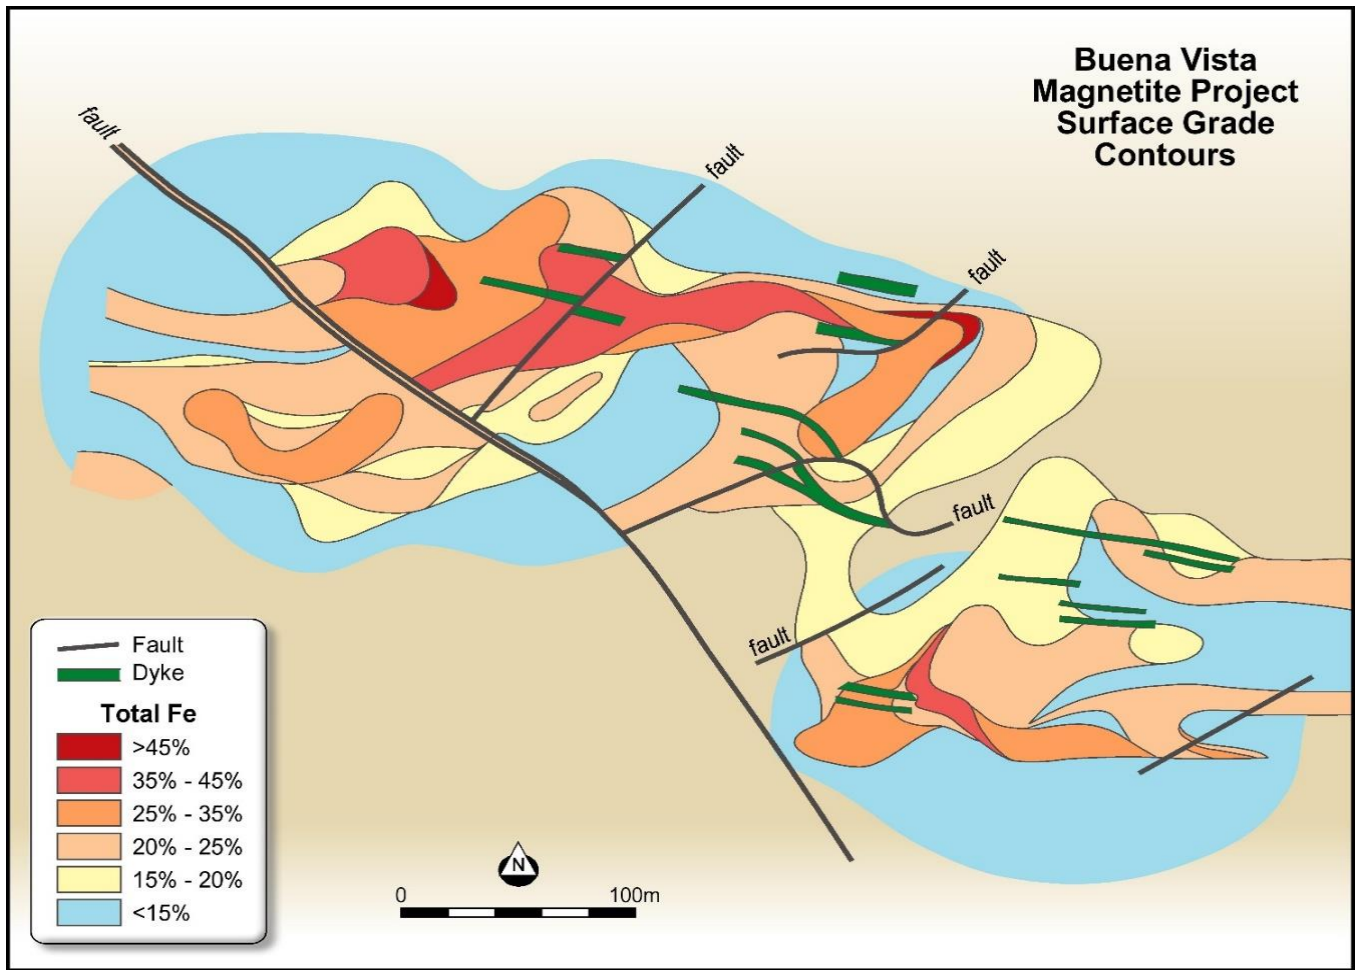 Buena Vista
Magnetite Project
Surface Grade
Contours
fault
fault
fault
fault
fault
Fault
Dyke
Total Fe
>45%
35% - 45%
25% - 35%
20% - 25%
15% - 20%
<15%
N
0 100m